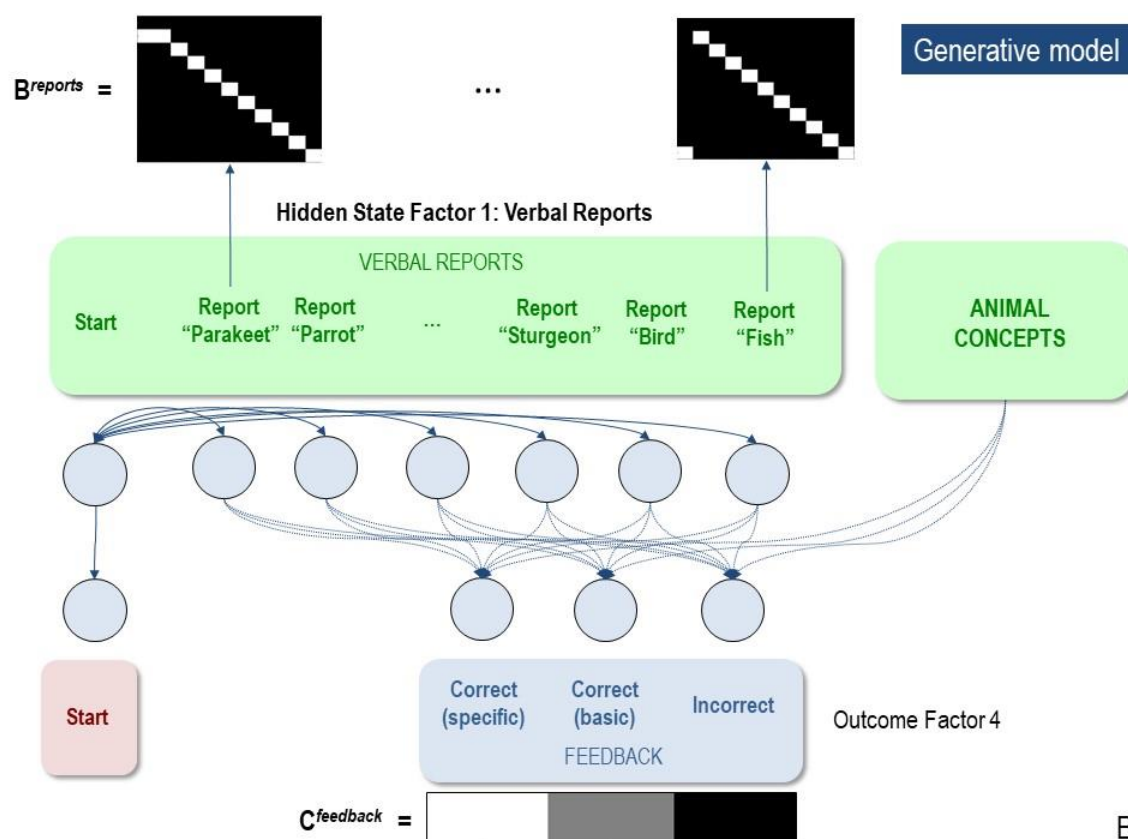 Generative model
B^reports =
...
Hidden State Factor 1: Verbal Reports
VERBAL REPORTS
Start
Report
“Parakeet”
Report
“Parrot”
...
Report
“Sturgeon”
Report
“Bird”
Report
“Fish”
ANIMAL
CONCEPTS
Start
Correct
(specific)
Correct
(basic)
Incorrect
FEEDBACK
Outcome Factor 4
C^feedback =